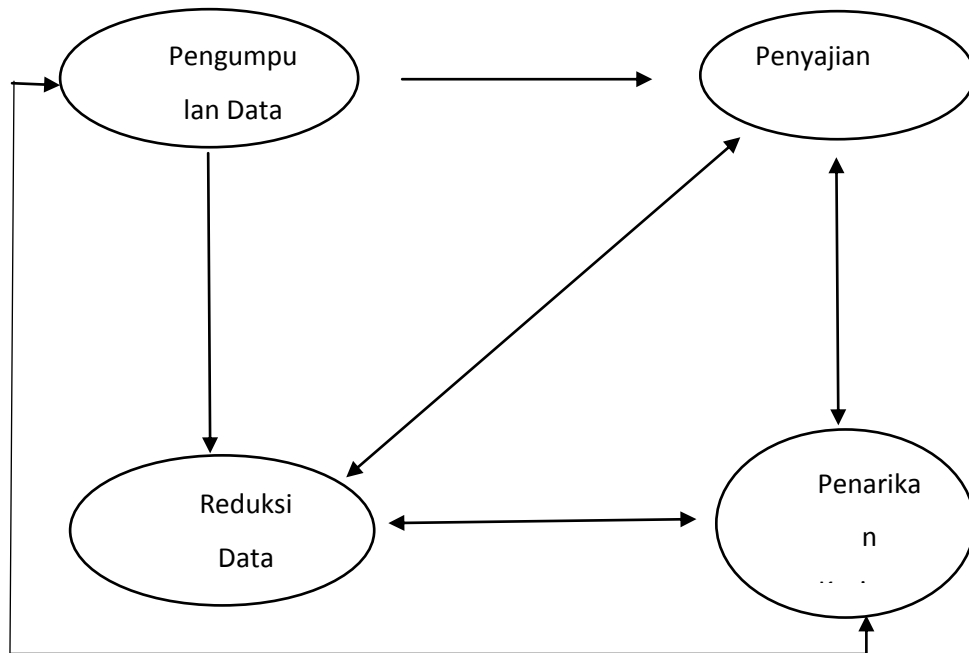 Pengumpu
lan Data
Penyajian
Reduksi
Data
Penarika
n